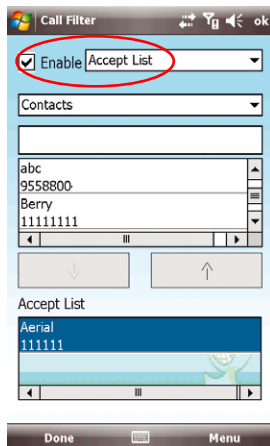 Call Filter ok
Enable Accept List
Contacts
abc
9558800
Berry
11111111
Accept List
Aerial
111111
Done Menu